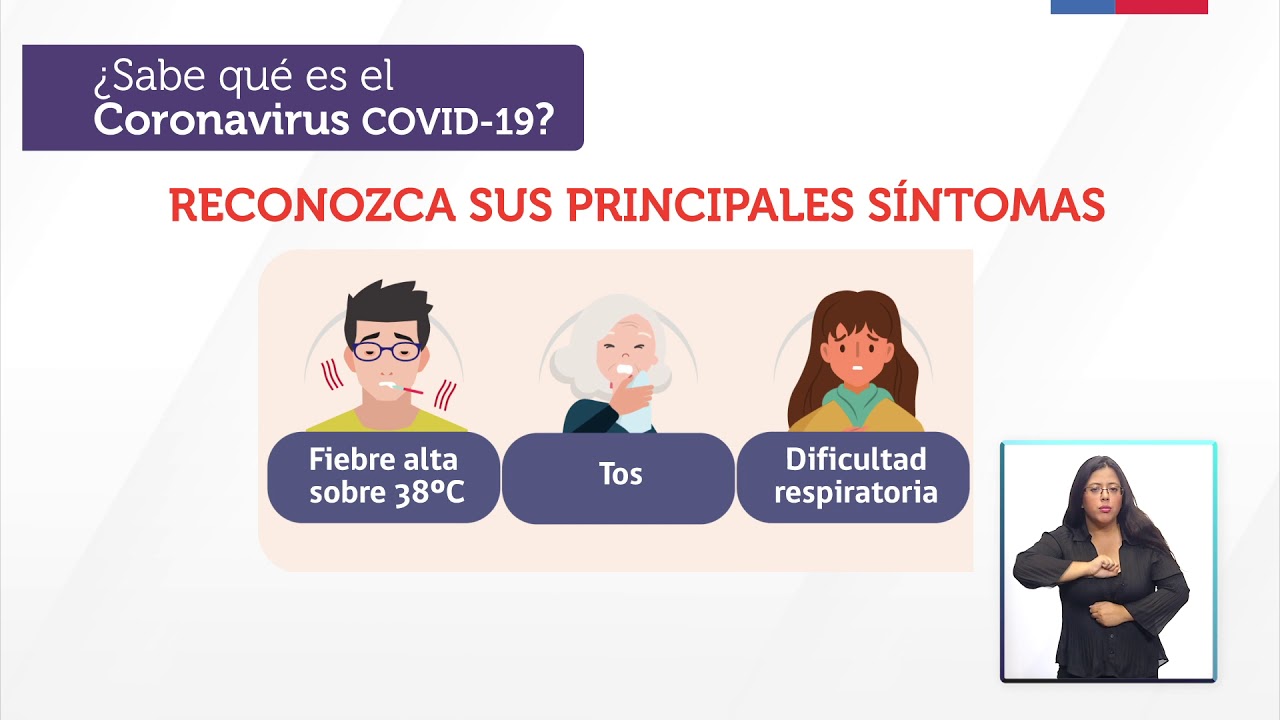 ¿Sabe qué es el
Coronavirus COVID-19?
RECONOZCA SUS PRINCIPALES SÍNTOMAS
Fiebre alta
sobre 38ºC
Tos
Dificultad
respiratoria